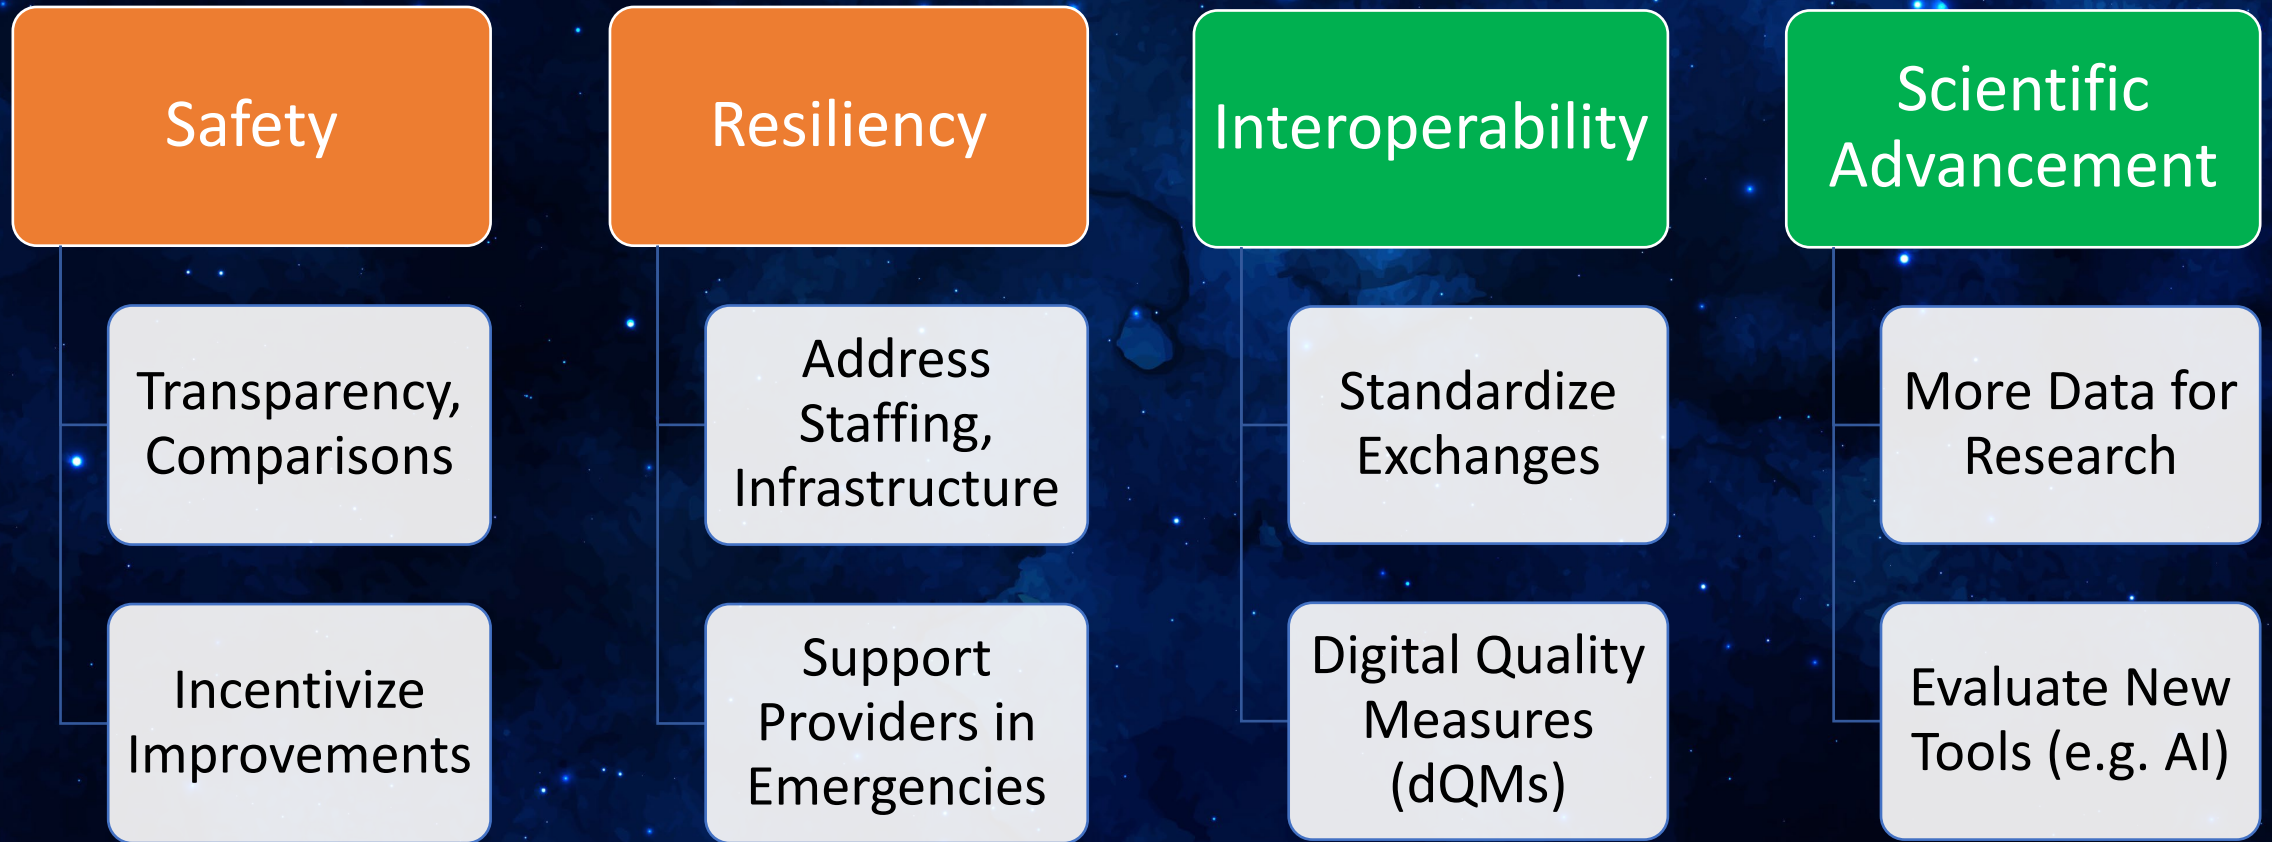 Safety
Transparency,
Comparisons
Incentivize
Improvements
Resiliency
Address
Staffing,
Infrastructure
Support
Providers in
Emergencies
Interoperability
Standardize
Exchanges
Digital Quality
Measures
(dQMs)
Scientific
Advancement
More Data for
Research
Evaluate New
Tools (e.g. AI)